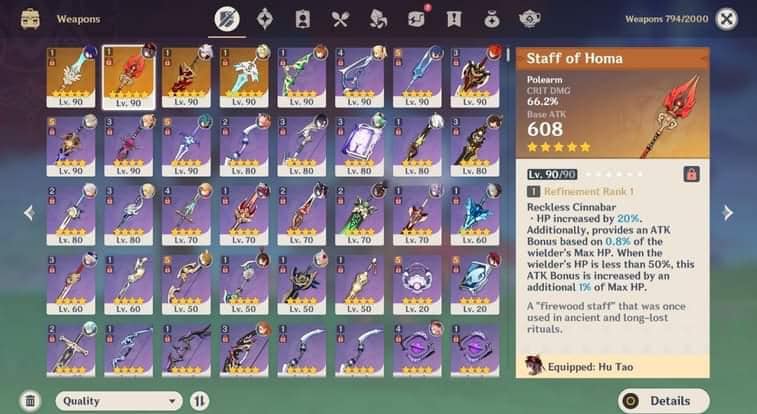 Weapons
Weapons 794/2000
1
1
1
1
1
4
5
3
Lv. 90
Lv. 90
Lv. 90
Lv. 90
Lv. 90
Lv. 90
Lv. 90
Lv. 90
5
3
5
2
3
3
1
3
Lv. 90
Lv. 90
Lv. 90
Lv. 80
Lv. 80
Lv. 80
Lv. 80
Lv. 80
2
3
4
1
2
2
1
1
Lv. 80
Lv. 80
Lv. 70
Lv. 70
Lv. 70
Lv. 70
Lv. 70
Lv. 60
3
1
5
1
1
1
5
5
Lv. 60
Lv. 60
Lv. 50
Lv. 50
Lv. 50
Lv. 50
Lv. 20
Lv. 20
2
1
1
3
1
1
4
1
Staff of Homa
Polearm
CRIT DMG
66.2%
Base ATK
608
Lv. 90/90
1 Refinement Rank 1
Reckless Cinnabar
· HP increased by 20%.
Additionally, provides an ATK
Bonus based on 0.8% of the
wielder's Max HP. When the
wielder's HP is less than 50%, this
ATK Bonus is increased by an
additional 1% of Max HP.
A "firewood staff" that was once
used in ancient and long-lost
rituals.
Equipped: Hu Tao
Quality
Details